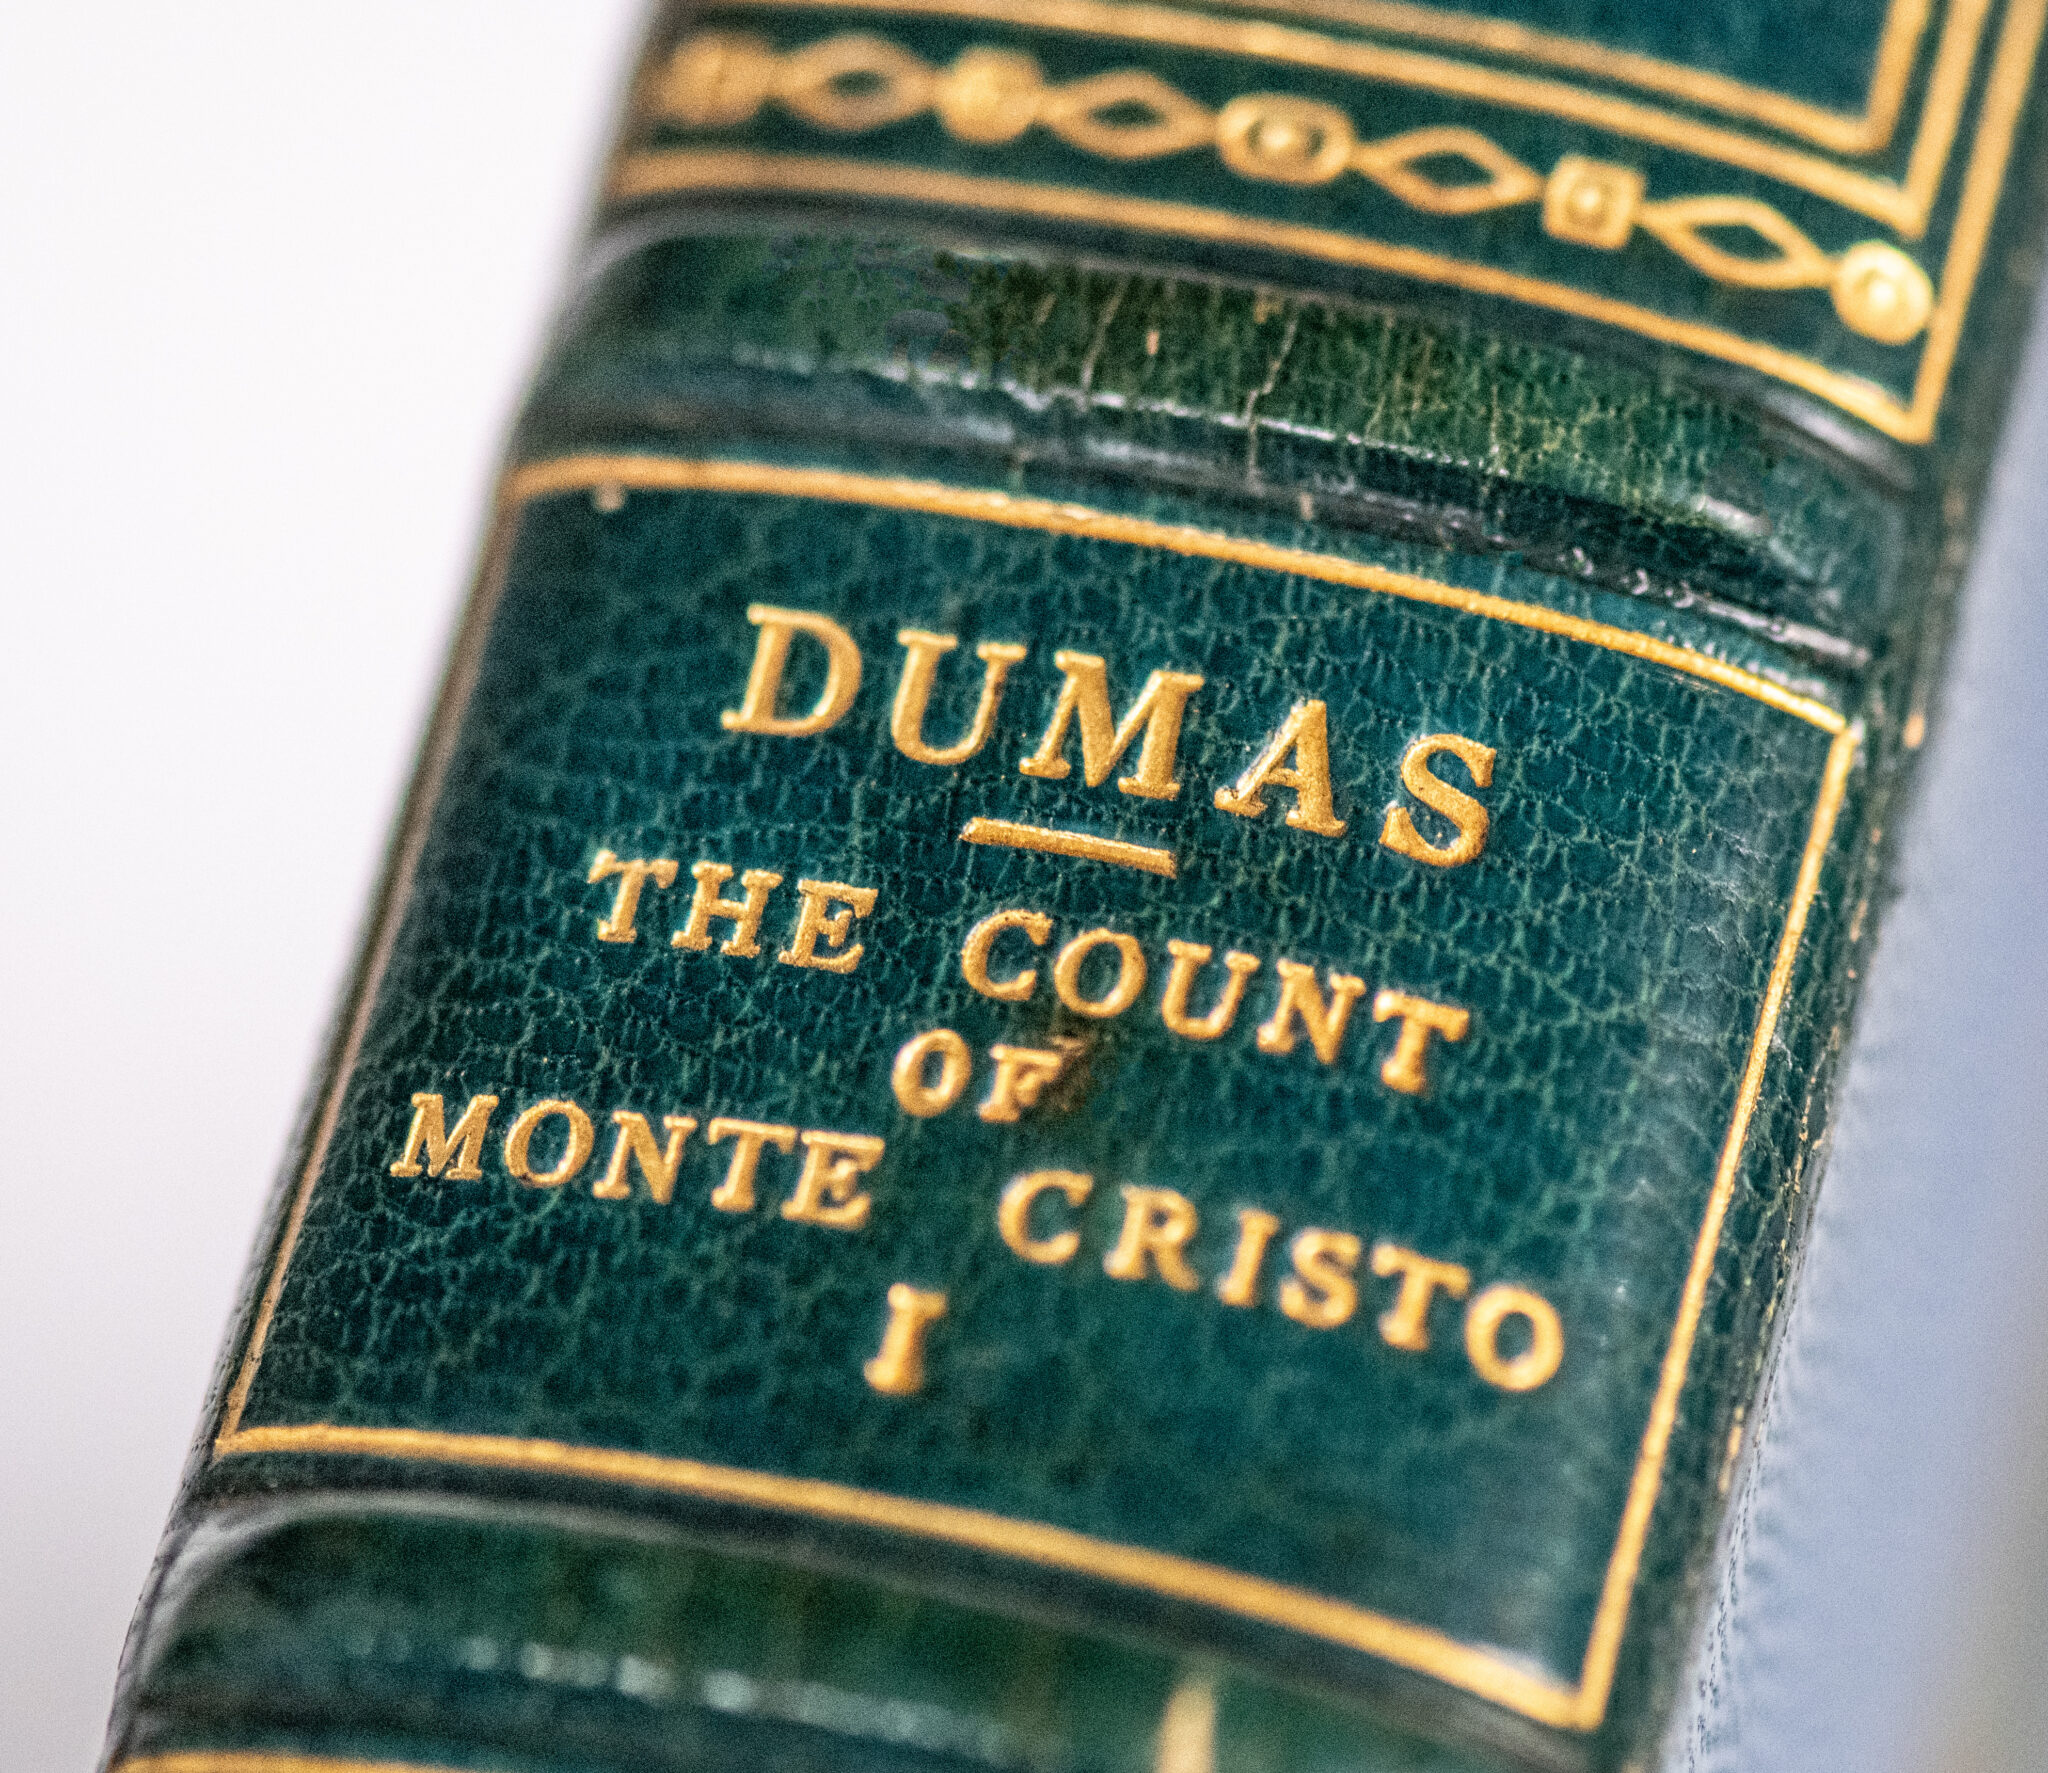 DUMAS
THE COUNT
OF
MONTE CRISTO
I